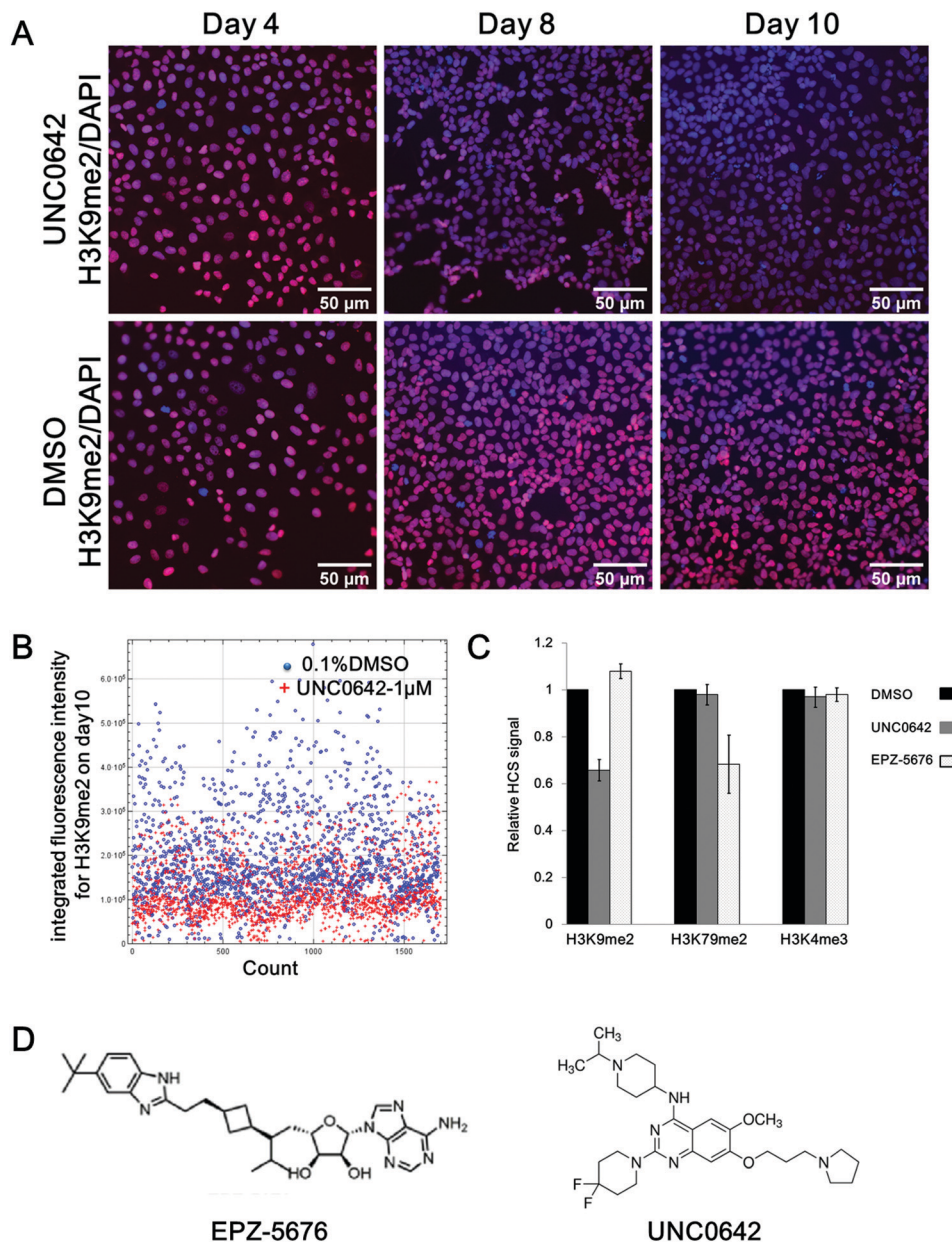 A
Day 4
Day 8
Day 10
UNC0642
H3K9me2/DAPI
50 µm
50 µm
50 µm
DMSO
H3K9me2/DAPI
50 µm
50 µm
50 µm
B
integrated fluorescence intensity
for H3K9me2 on day10
0.1%DMSO
UNC0642-1µM
0
0
500
1000
1500
Count
C
Relative HCS signal
1.2
1
0.8
0.6
0.4
0.2
0
H3K9me2
H3K79me2
H3K4me3
DMSO
UNC0642
EPZ-5676
D
NH
N
O
N
N
NH₂
N
N
HO
OH
EPZ-5676
CH₃
H₃C
N
NH
N
OCH₃
N
N
O
N
F
F
UNC0642